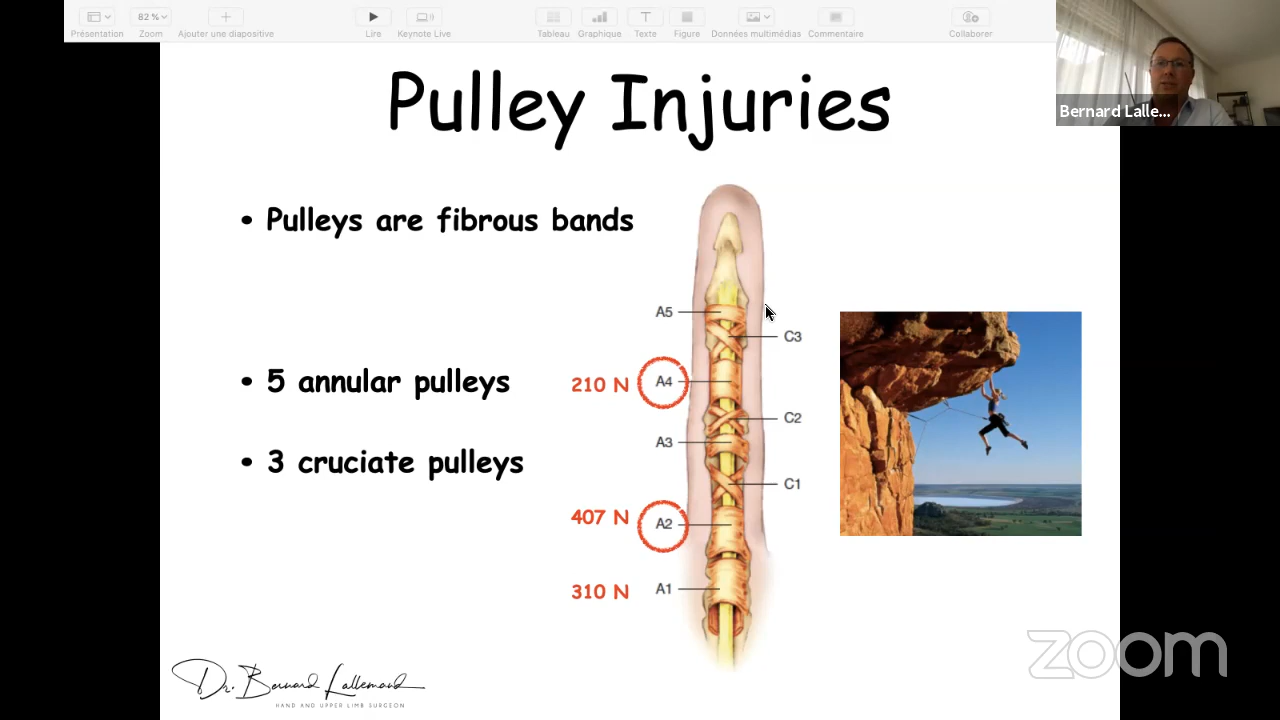 82 %
Présentation
Zoom
Ajouter une diapositive
Lire
Keynote Live
Tableau
Graphique
Texte
Figure
Données multimédias
Commentaire
Collaborer
Bernard Lalle...
Pulley Injuries
• Pulleys are fibrous bands
• 5 annular pulleys
• 3 cruciate pulleys
A5
C3
210 N
A4
C2
A3
C1
407 N
A2
310 N
A1
Dr. Bernard Lallemand
HAND AND UPPER LIMB SURGEON
zoom